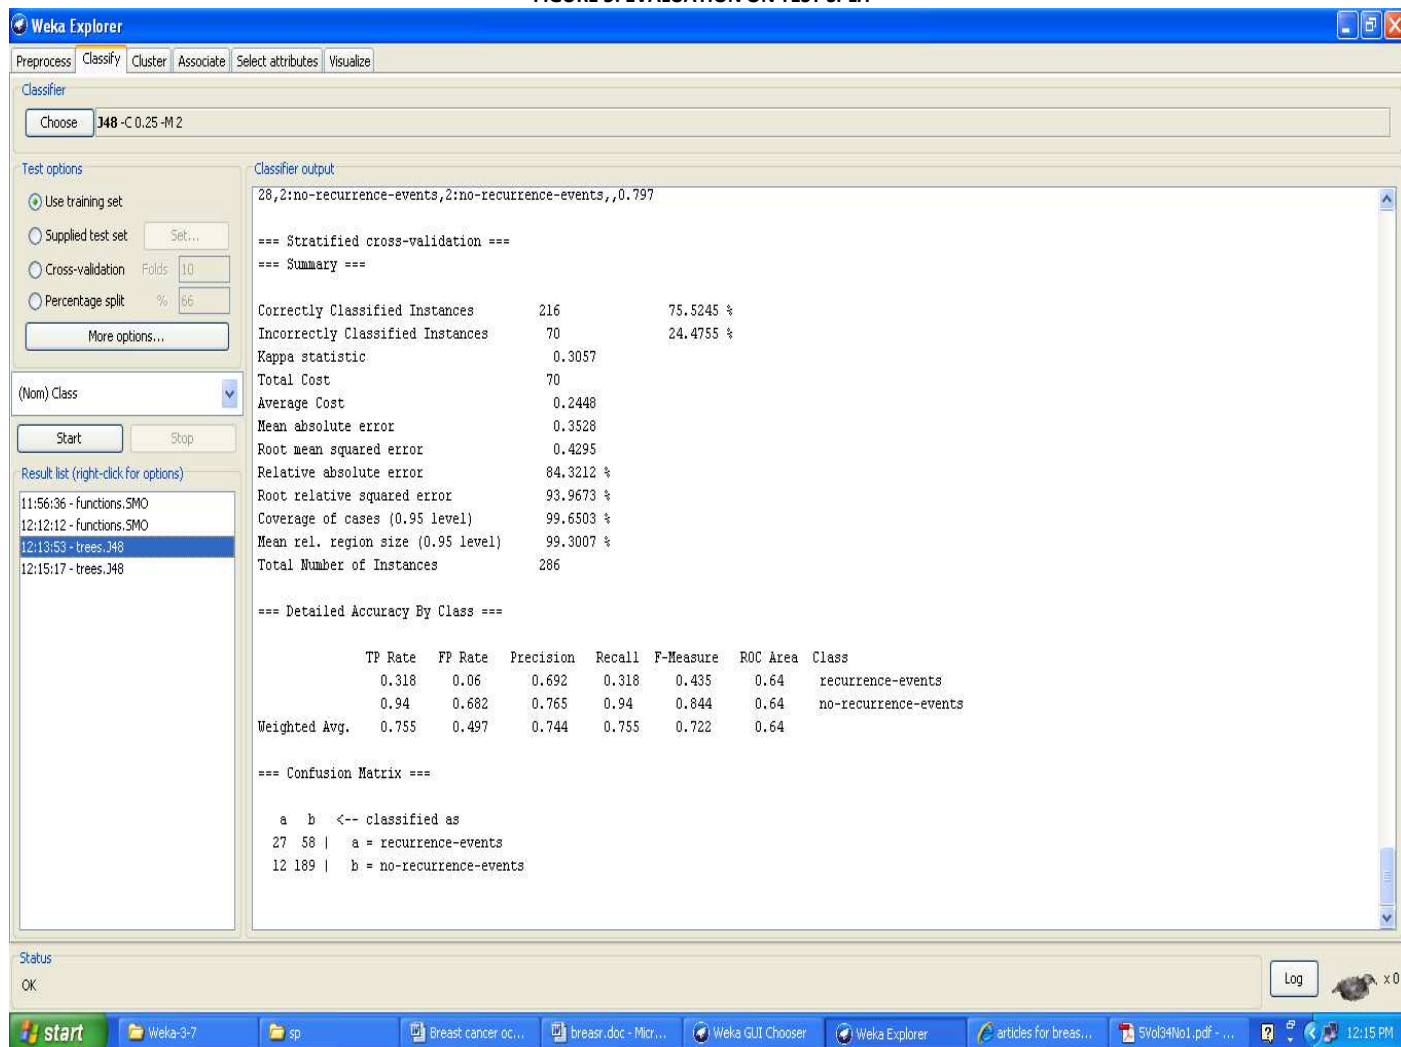 Weka Explorer
Preprocess Classify Cluster Associate Select attributes Visualize
Classifier
Choose J48 -C 0.25 -M 2
Test options
Use training set
Supplied test set Set...
Cross-validation Folds 10
Percentage split % 66
More options...
(Nom) Class
Start Stop
Result list (right-click for options)
11:56:36 - functions.SMO
12:12:12 - functions.SMO
12:13:53 - trees.J48
12:15:17 - trees.J48
Classifier output
28,2:no-recurrence-events,2:no-recurrence-events,,0.797
=== Stratified cross-validation ===
=== Summary ===
Correctly Classified Instances 216 75.5245 %
Incorrectly Classified Instances 70 24.4755 %
Kappa statistic 0.3057
Total Cost 70
Average Cost 0.2448
Mean absolute error 0.3528
Root mean squared error 0.4295
Relative absolute error 84.3212 %
Root relative squared error 93.9673 %
Coverage of cases (0.95 level) 99.6503 %
Mean rel. region size (0.95 level) 99.3007 %
Total Number of Instances 286
=== Detailed Accuracy By Class ===
TP Rate FP Rate Precision Recall F-Measure ROC Area Class
0.318 0.06 0.692 0.318 0.435 0.64 recurrence-events
0.94 0.682 0.765 0.94 0.844 0.64 no-recurrence-events
Weighted Avg. 0.755 0.497 0.744 0.755 0.722 0.64
=== Confusion Matrix ===
a b <-- classified as
27 58 | a = recurrence-events
12 189 | b = no-recurrence-events
Status
OK
Log x 0
start Weka-3-7 sp Breast cancer oc... breasr.doc - Micr... Weka GUI Chooser Weka Explorer articles for breas... 5Vol34No1.pdf - ... 12:15 PM